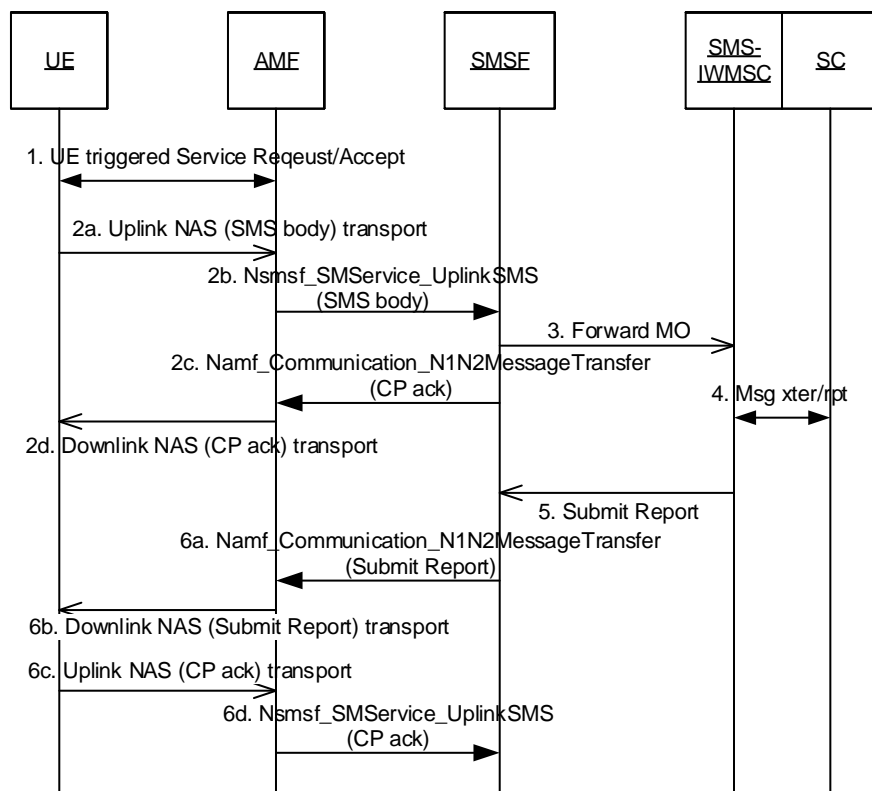 UE
AMF
SMSF
SMS-
IWMSC
SC
1. UE triggered Service Reqeust/Accept
2a. Uplink NAS (SMS body) transport
2b. Nsmsf_SMService_UplinkSMS
(SMS body)
3. Forward MO
2c. Namf_Communication_N1N2MessageTransfer
(CP ack)
4. Msg xter/rpt
2d. Downlink NAS (CP ack) transport
5. Submit Report
6a. Namf_Communication_N1N2MessageTransfer
(Submit Report)
6b. Downlink NAS (Submit Report) transport
6c. Uplink NAS (CP ack) transport
6d. Nsmsf_SMService_UplinkSMS
(CP ack)